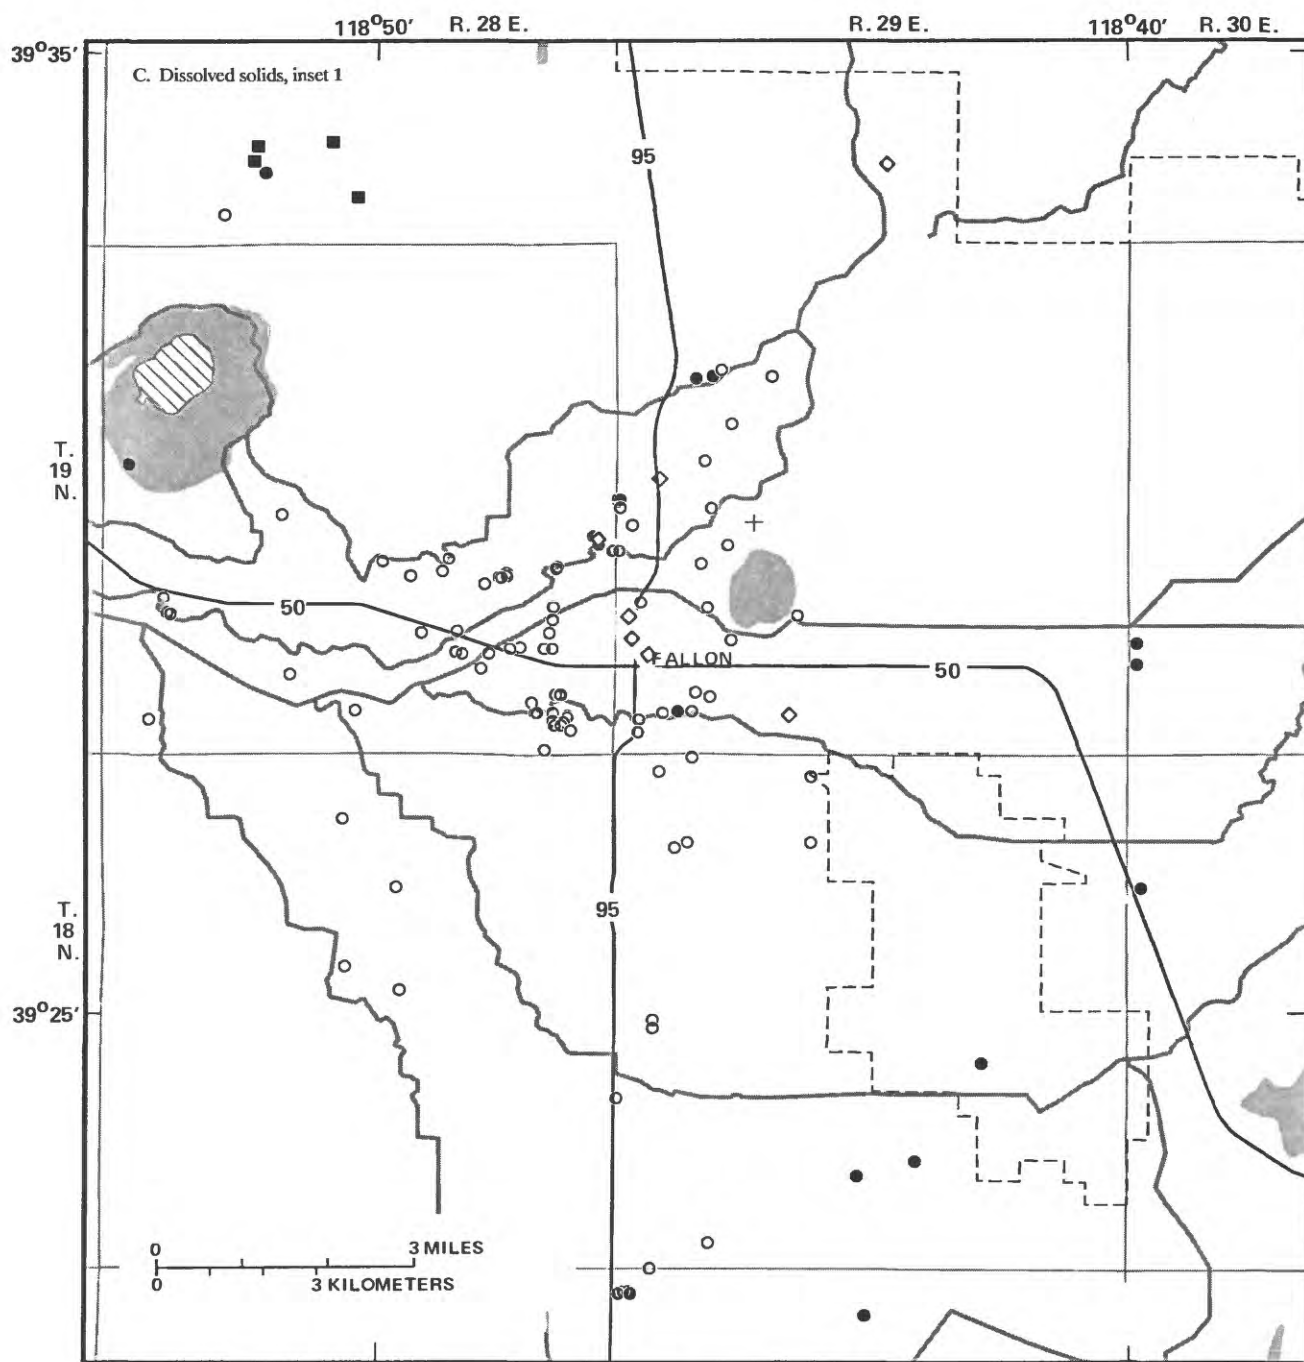 118°50' R. 28 E. R. 29 E. 118°40' R. 30 E.
39°35'
C. Dissolved solids, inset 1
95
T.
19
N.
50
FALLON
50
95
T.
18
N.
39°25'
0 3 MILES
0 3 KILOMETERS